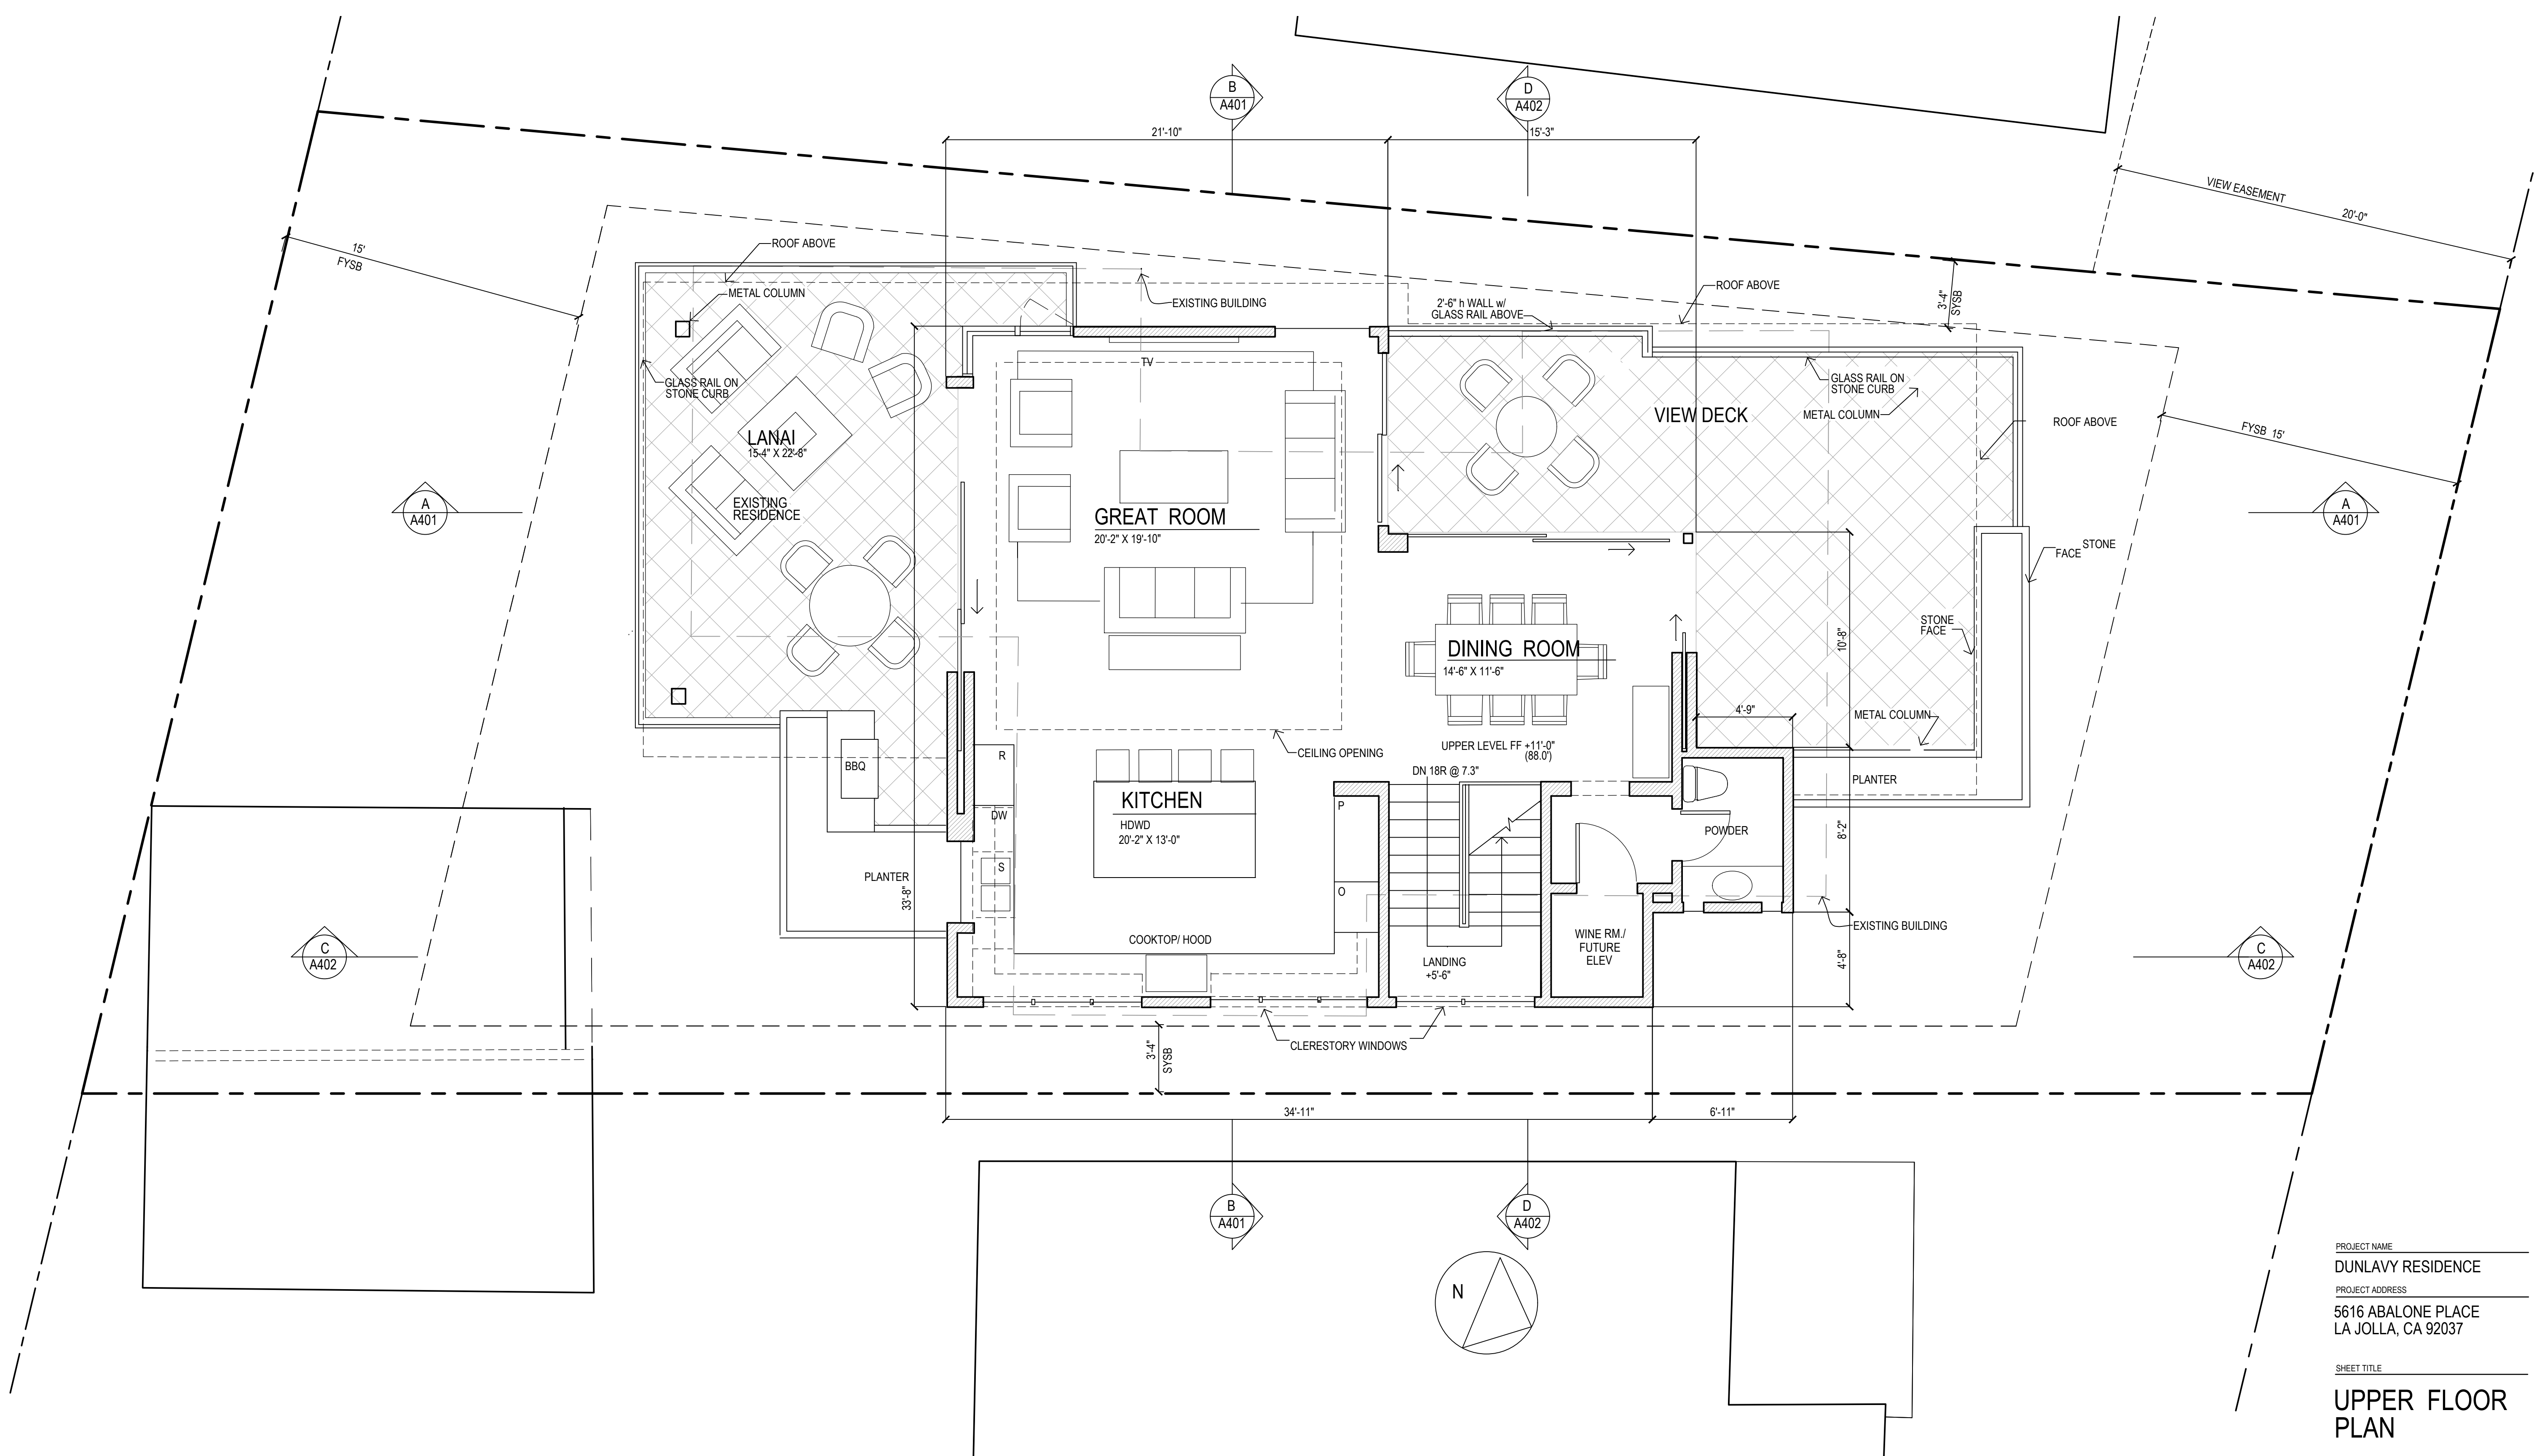 B
A401
D
A402
21'-10"
15'-3"
VIEW EASEMENT
20'-0"
15'
FYSB
ROOF ABOVE
METAL COLUMN
EXISTING BUILDING
2'-6" h WALL w/
GLASS RAIL ABOVE
ROOF ABOVE
3'-4"
SYSB
TV
GLASS RAIL ON
STONE CURB
GLASS RAIL ON
STONE CURB
METAL COLUMN
VIEW DECK
ROOF ABOVE
FYSB 15'
LANAI
15-4" X 22'-8"
EXISTING
RESIDENCE
A
A401
GREAT ROOM
20'-2" X 19'-10"
A
A401
STONE
FACE
STONE
FACE
10'-8"
DINING ROOM
14'-6" X 11'-6"
4'-9"
METAL COLUMN
UPPER LEVEL FF +11'-0"
(88.0')
CEILING OPENING
R
BBQ
DN 18R @ 7.3"
PLANTER
KITCHEN
HDWD
20'-2" X 13'-0"
P
DW
POWDER
8'-2"
S
O
PLANTER
33'-8"
COOKTOP/ HOOD
WINE RM./
FUTURE
ELEV
EXISTING BUILDING
LANDING
+5'-6"
4'-8"
C
A402
C
A402
CLERESTORY WINDOWS
3'-4"
SYSB
34'-11"
6'-11"
B
A401
D
A402
N
PROJECT NAME
DUNLAVY RESIDENCE
PROJECT ADDRESS
5616 ABALONE PLACE
LA JOLLA, CA 92037
SHEET TITLE
UPPER FLOOR
PLAN